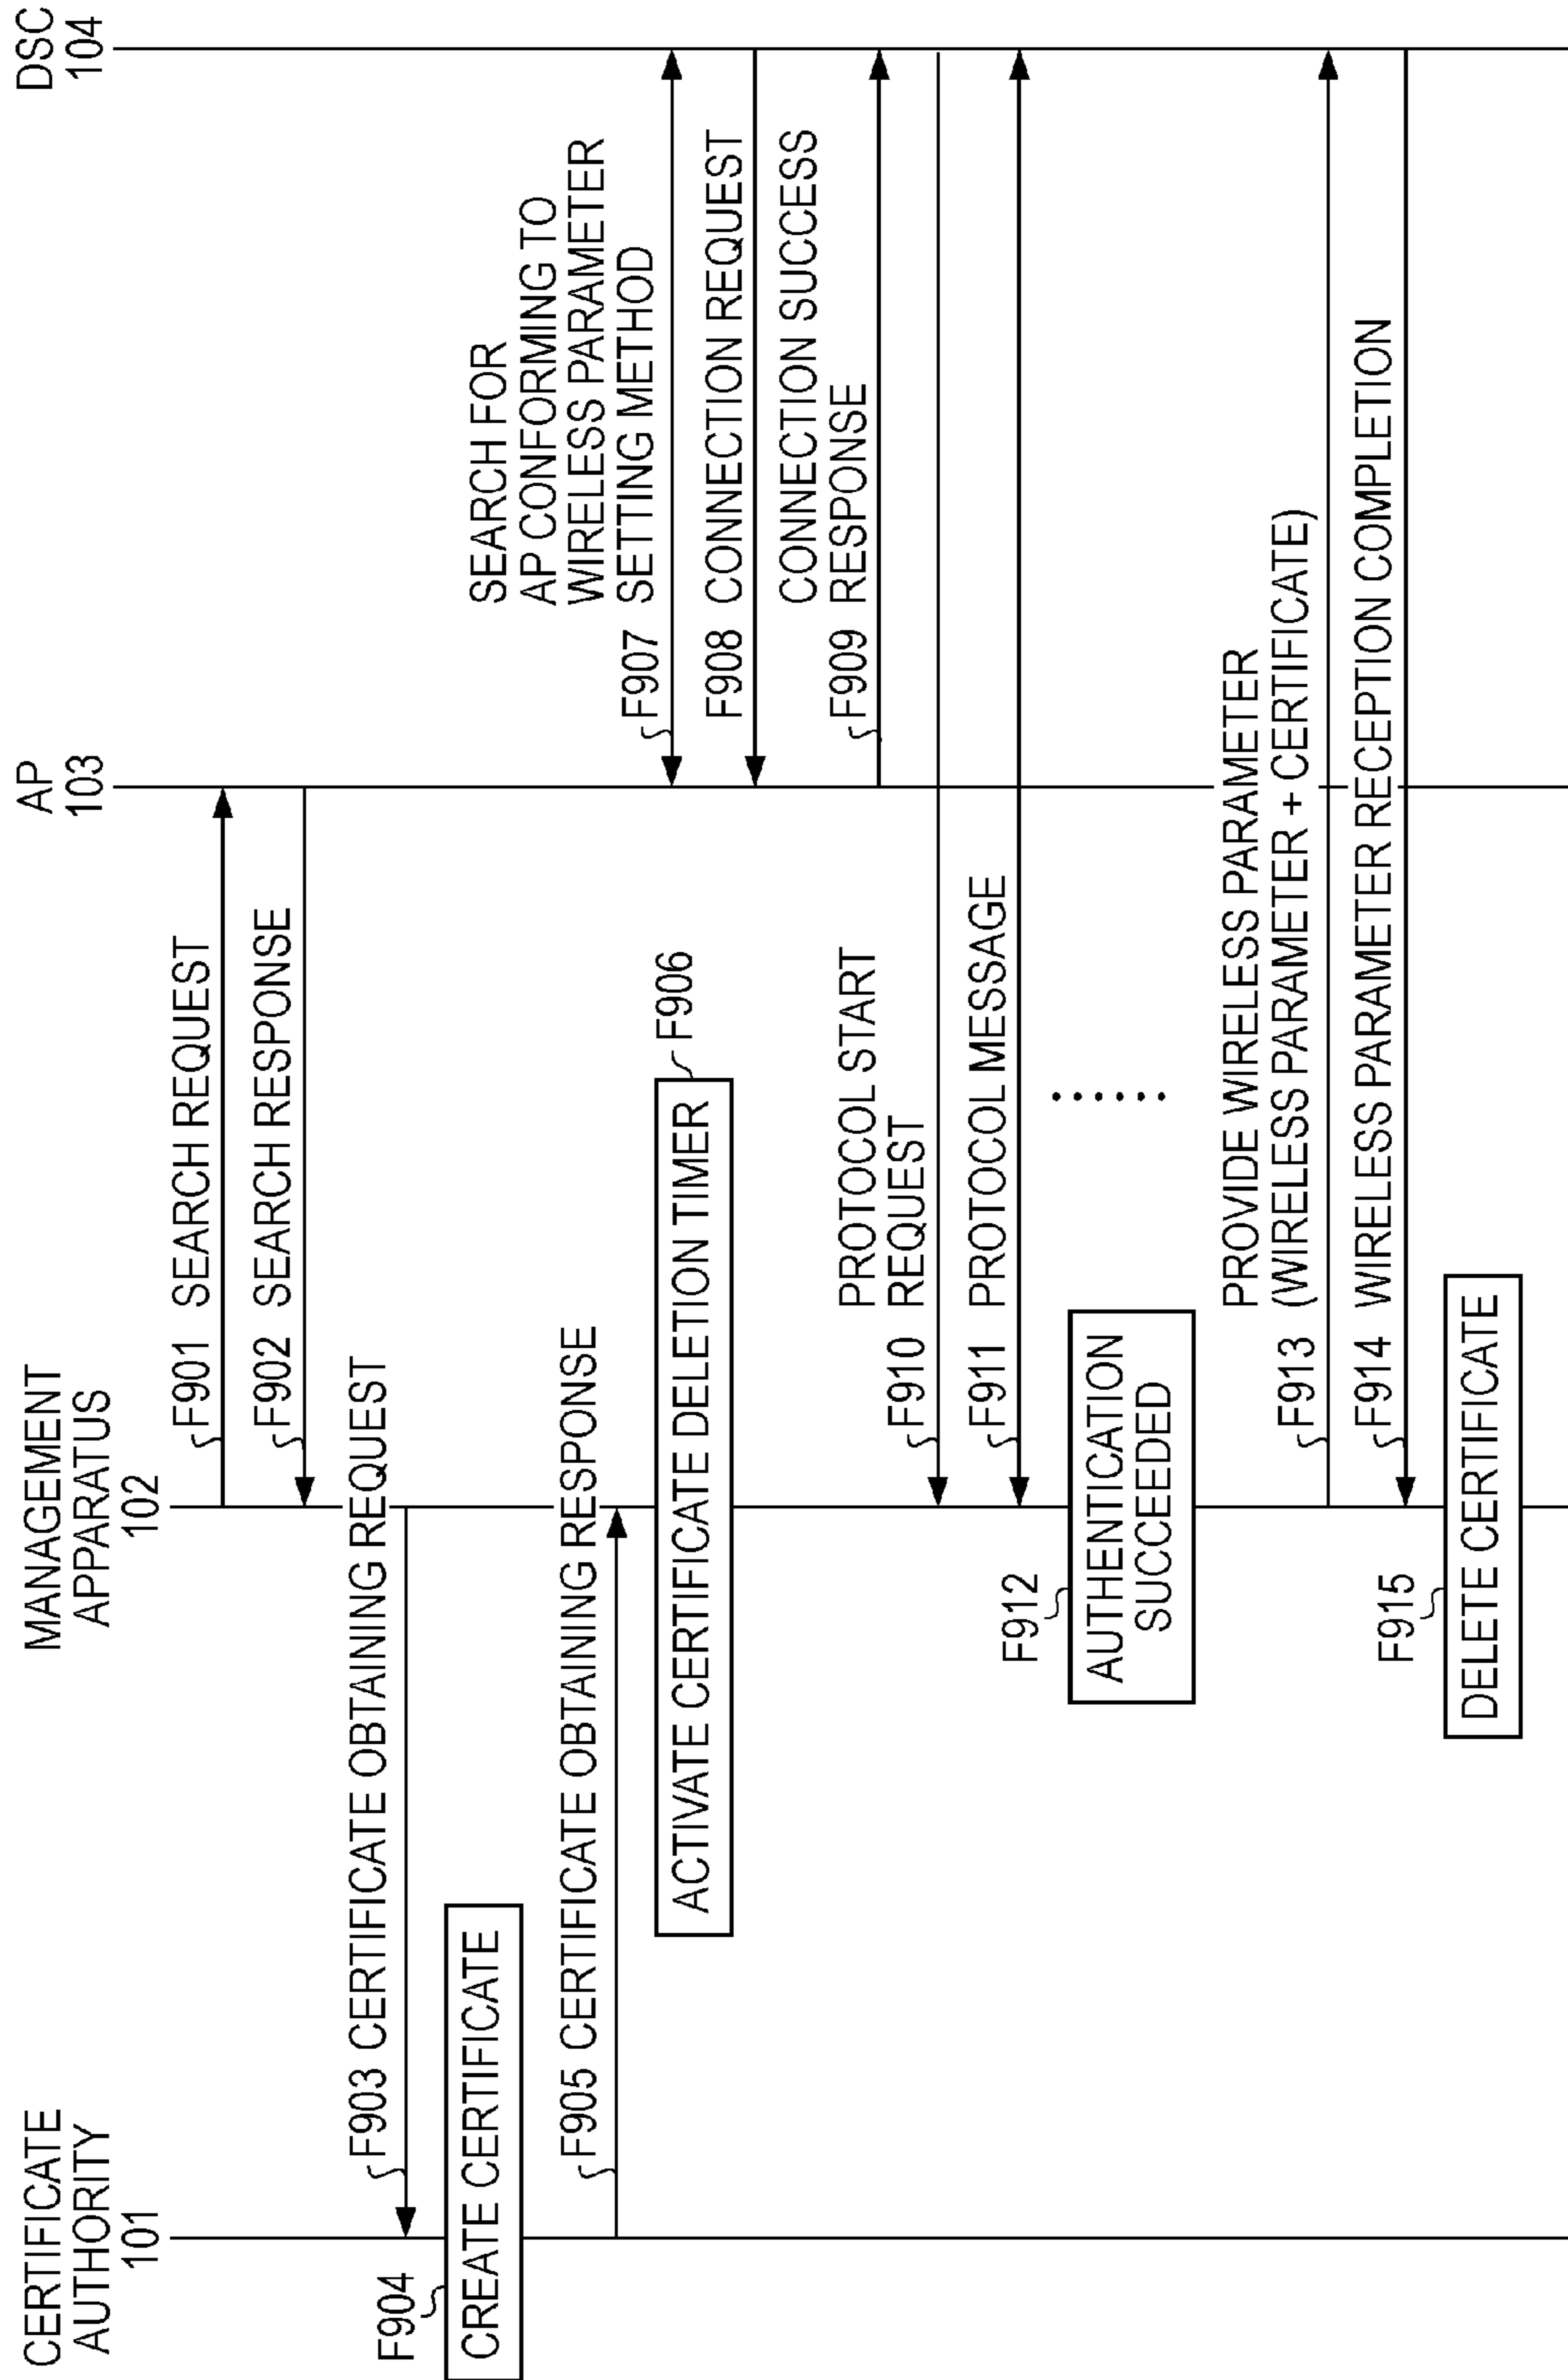 CERTIFICATE
AUTHORITY
101
MANAGEMENT
APPARATUS
102
AP
103
DSC
104
F901 SEARCH REQUEST
F902 SEARCH RESPONSE
F903 CERTIFICATE OBTAINING REQUEST
F904
CREATE CERTIFICATE
F905 CERTIFICATE OBTAINING RESPONSE
F906
ACTIVATE CERTIFICATE DELETION TIMER
SEARCH FOR
AP CONFORMING TO
WIRELESS PARAMETER
F907 SETTING METHOD
F908 CONNECTION REQUEST
CONNECTION SUCCESS
F909 RESPONSE
PROTOCOL START
F910 REQUEST
F911 PROTOCOL MESSAGE
F912
AUTHENTICATION
SUCCEEDED
......
PROVIDE WIRELESS PARAMETER
F913 (WIRELESS PARAMETER + CERTIFICATE)
F914 WIRELESS PARAMETER RECEPTION COMPLETION
F915
DELETE CERTIFICATE